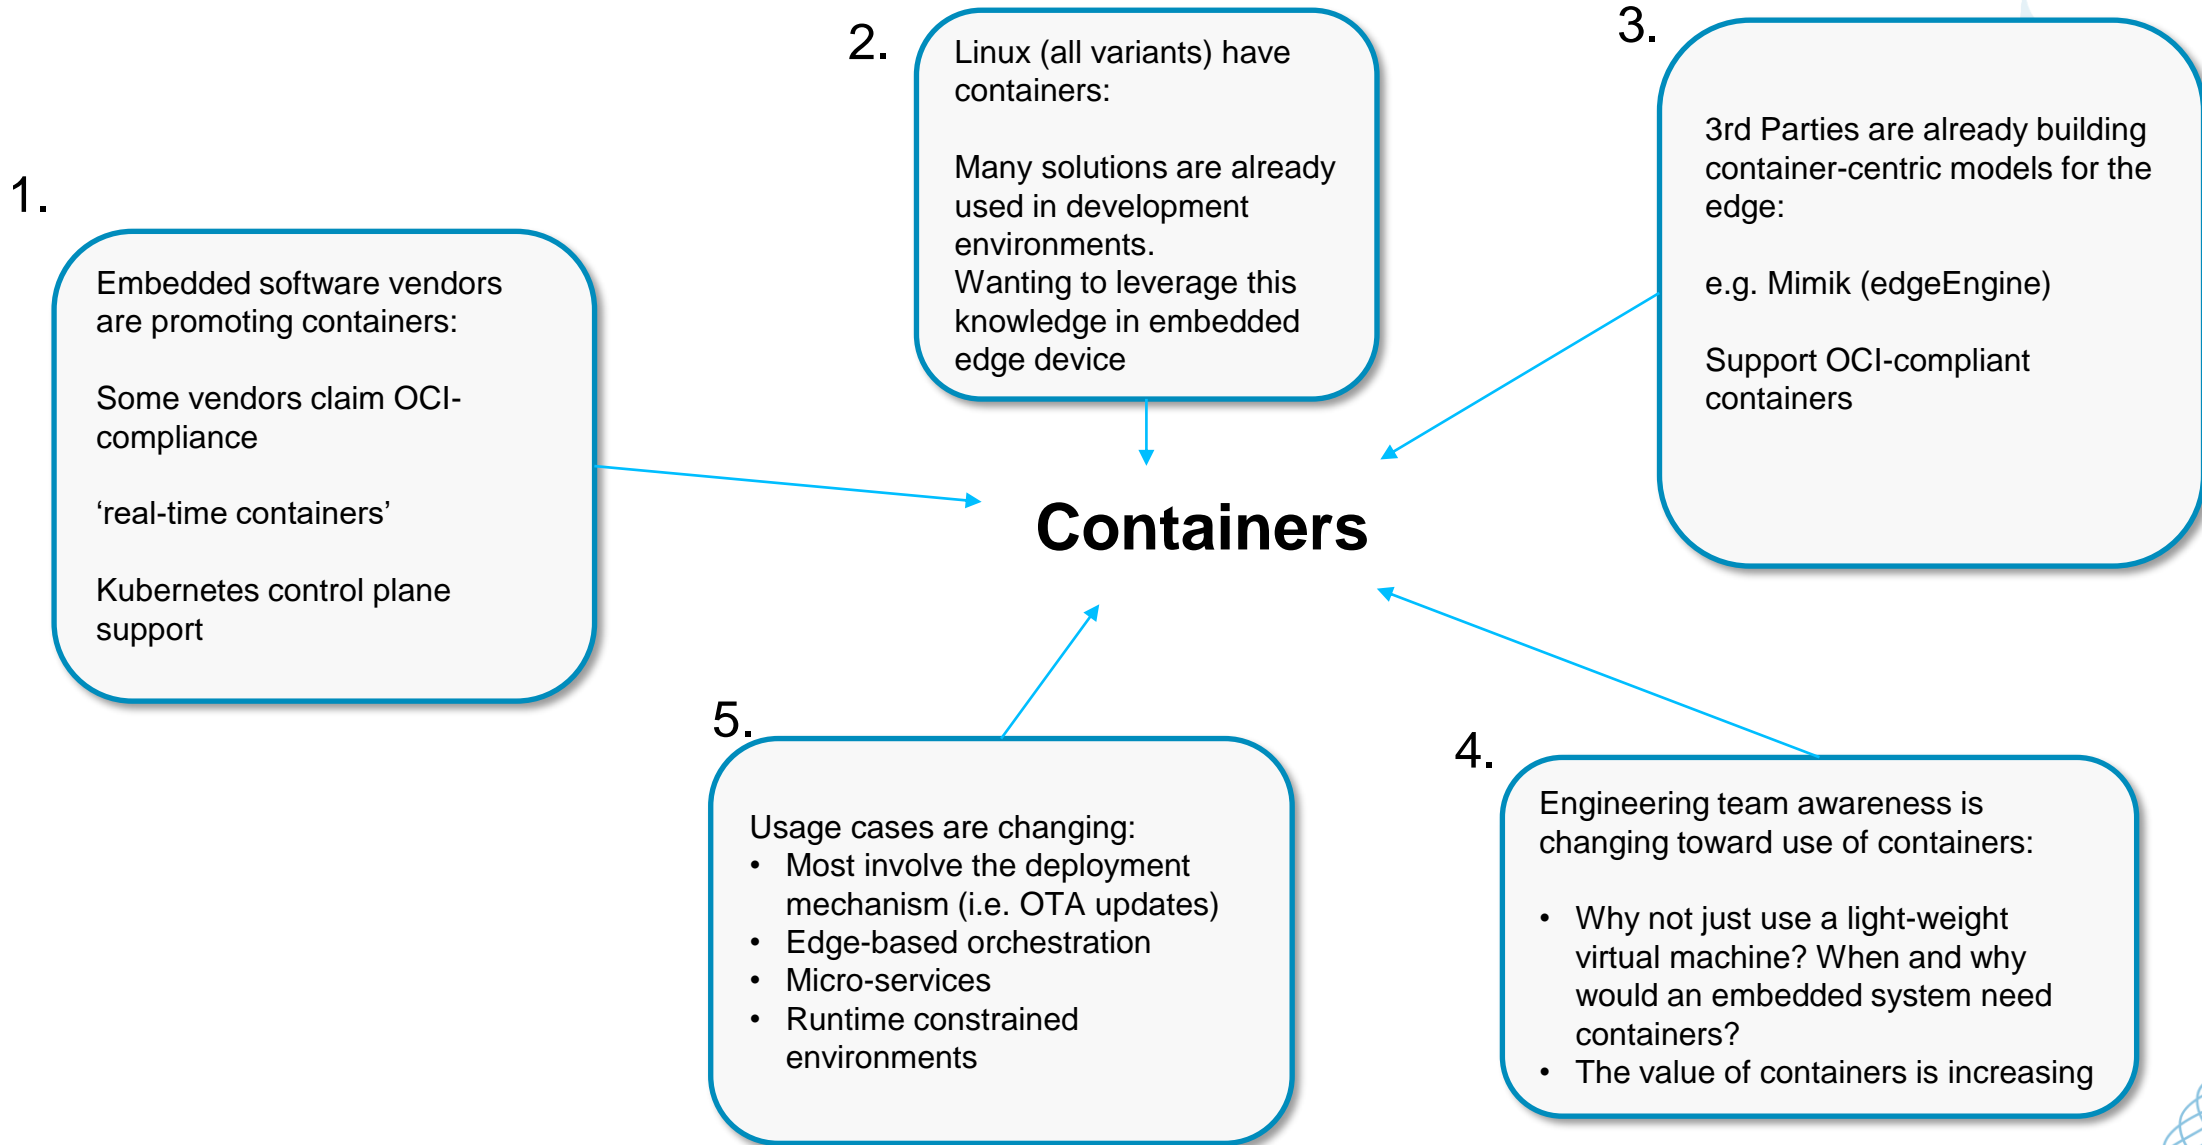 1.
Embedded software vendors
are promoting containers:
Some vendors claim OCI-
compliance
‘real-time containers’
Kubernetes control plane
support
2.
Linux (all variants) have
containers:
Many solutions are already
used in development
environments.
Wanting to leverage this
knowledge in embedded
edge device
3.
3rd Parties are already building
container-centric models for the
edge:
e.g. Mimik (edgeEngine)
Support OCI-compliant
containers
Containers
4.
Engineering team awareness is
changing toward use of containers:
• Why not just use a light-weight
virtual machine? When and why
would an embedded system need
containers?
• The value of containers is increasing
5.
Usage cases are changing:
• Most involve the deployment
mechanism (i.e. OTA updates)
• Edge-based orchestration
• Micro-services
• Runtime constrained
environments